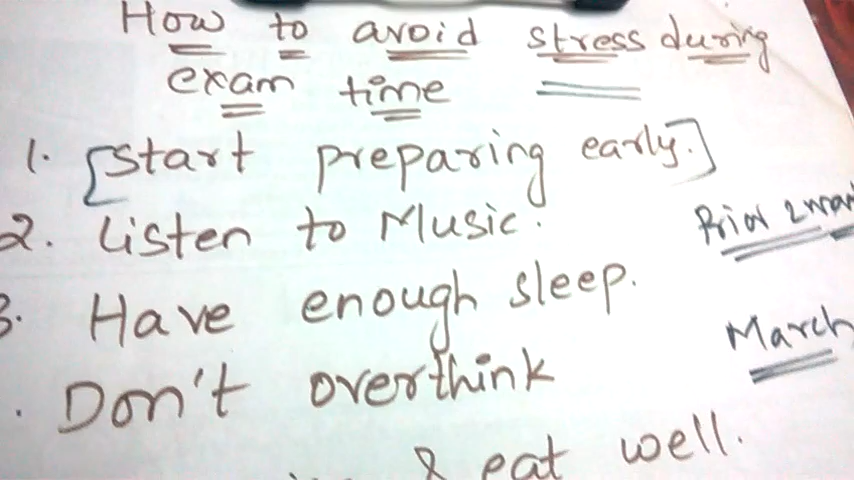 How to avoid stress during
exam time
1. [Start preparing early.]
2. Listen to Music.
Prior
3. Have enough sleep.
March
. Don't overthink
& eat well.